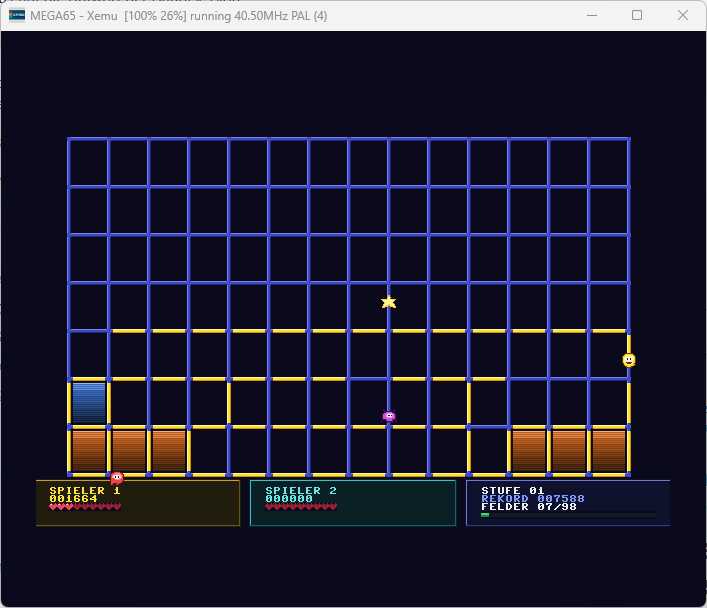 MEGA65 - Xemu [100% 26%] running 40.50MHz PAL (4)
SPIELER 1
001664
SPIELER 2
000000
STUFE 01
REKORD 007588
FELDER 07/98